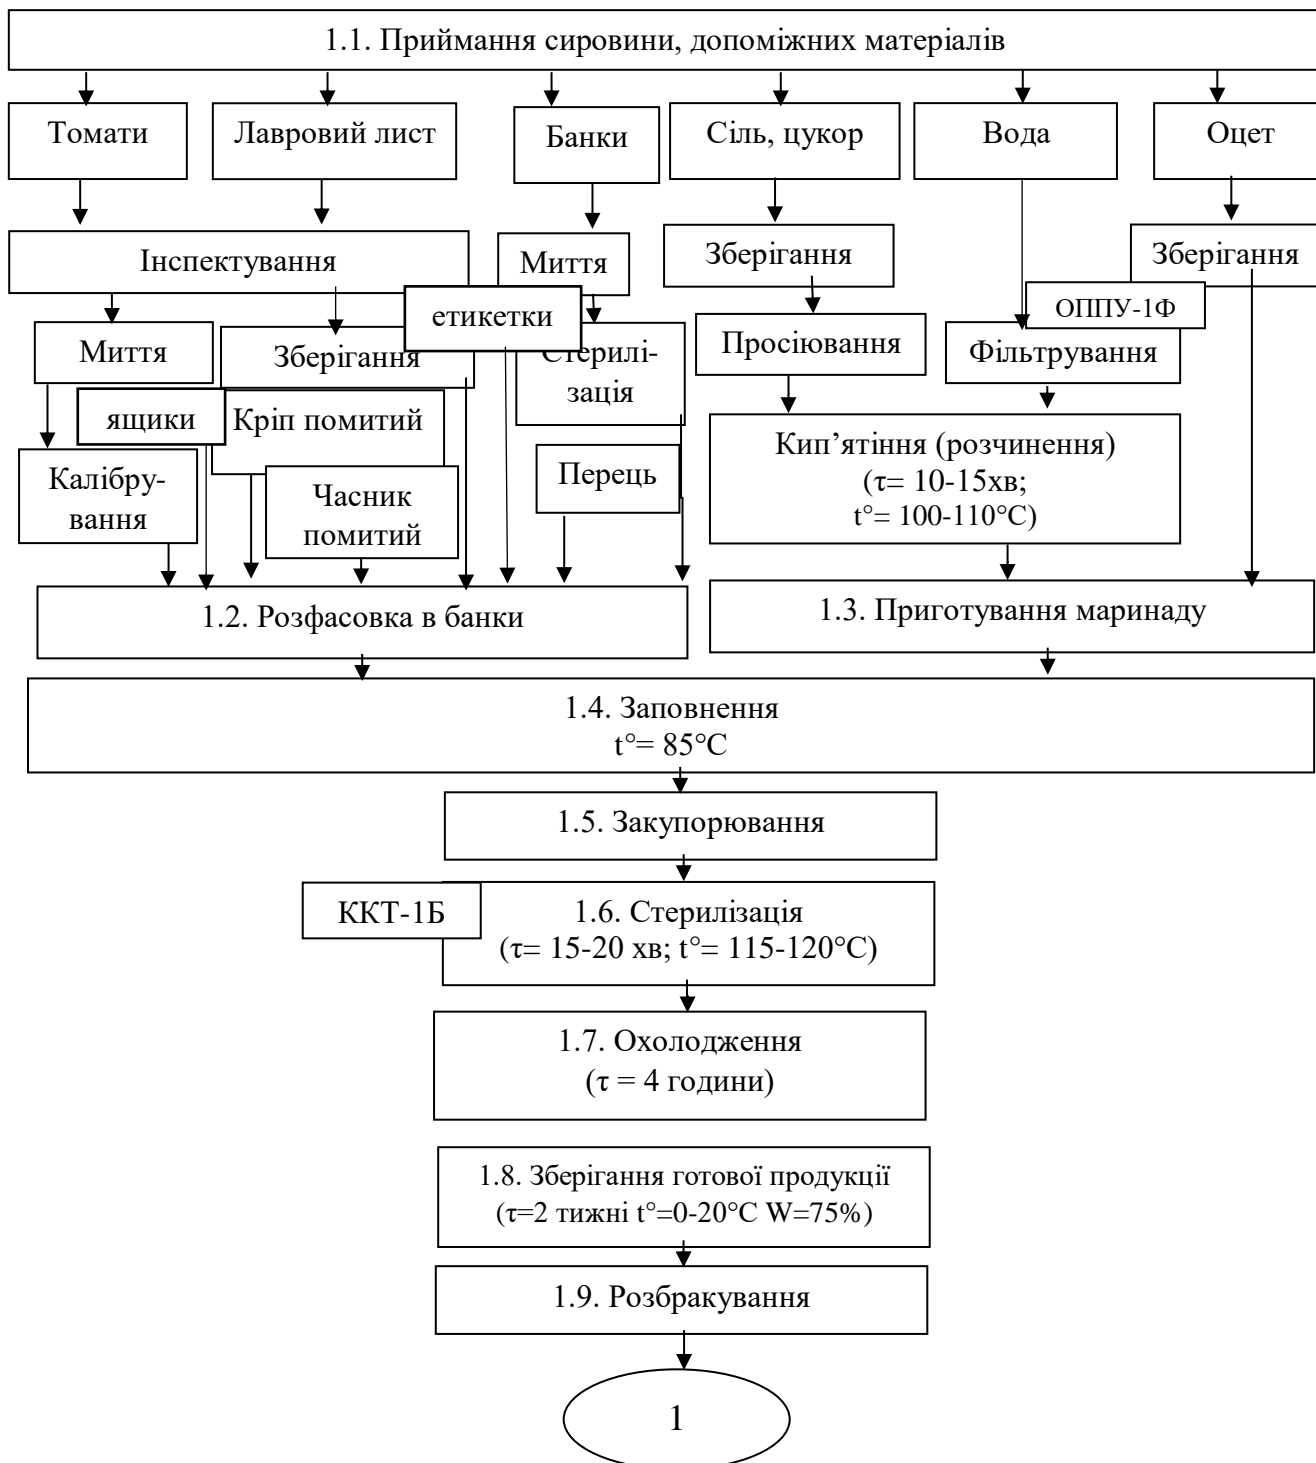 1.1. Приймання сировини, допоміжних матеріалів
Томати
Лавровий лист
Банки
Сіль, цукор
Вода
Оцет
Інспектування
Миття
Зберігання
Зберігання
етикетки
ОППУ-1Ф
Миття
Зберігання
Стерилі-
зація
Просіювання
Фільтрування
ящики
Кріп помитий
Калібру-
вання
Часник
помитий
Перець
Кип’ятіння (розчинення)
(τ= 10-15хв;
t°= 100-110°C)
1.2. Розфасовка в банки
1.3. Приготування маринаду
1.4. Заповнення
t°= 85°C
1.5. Закупорювання
ККТ-1Б
1.6. Стерилізація
(τ= 15-20 хв; t°= 115-120°C)
1.7. Охолодження
(τ = 4 години)
1.8. Зберігання готової продукції
(τ=2 тижні t°=0-20°C W=75%)
1.9. Розбракування
1